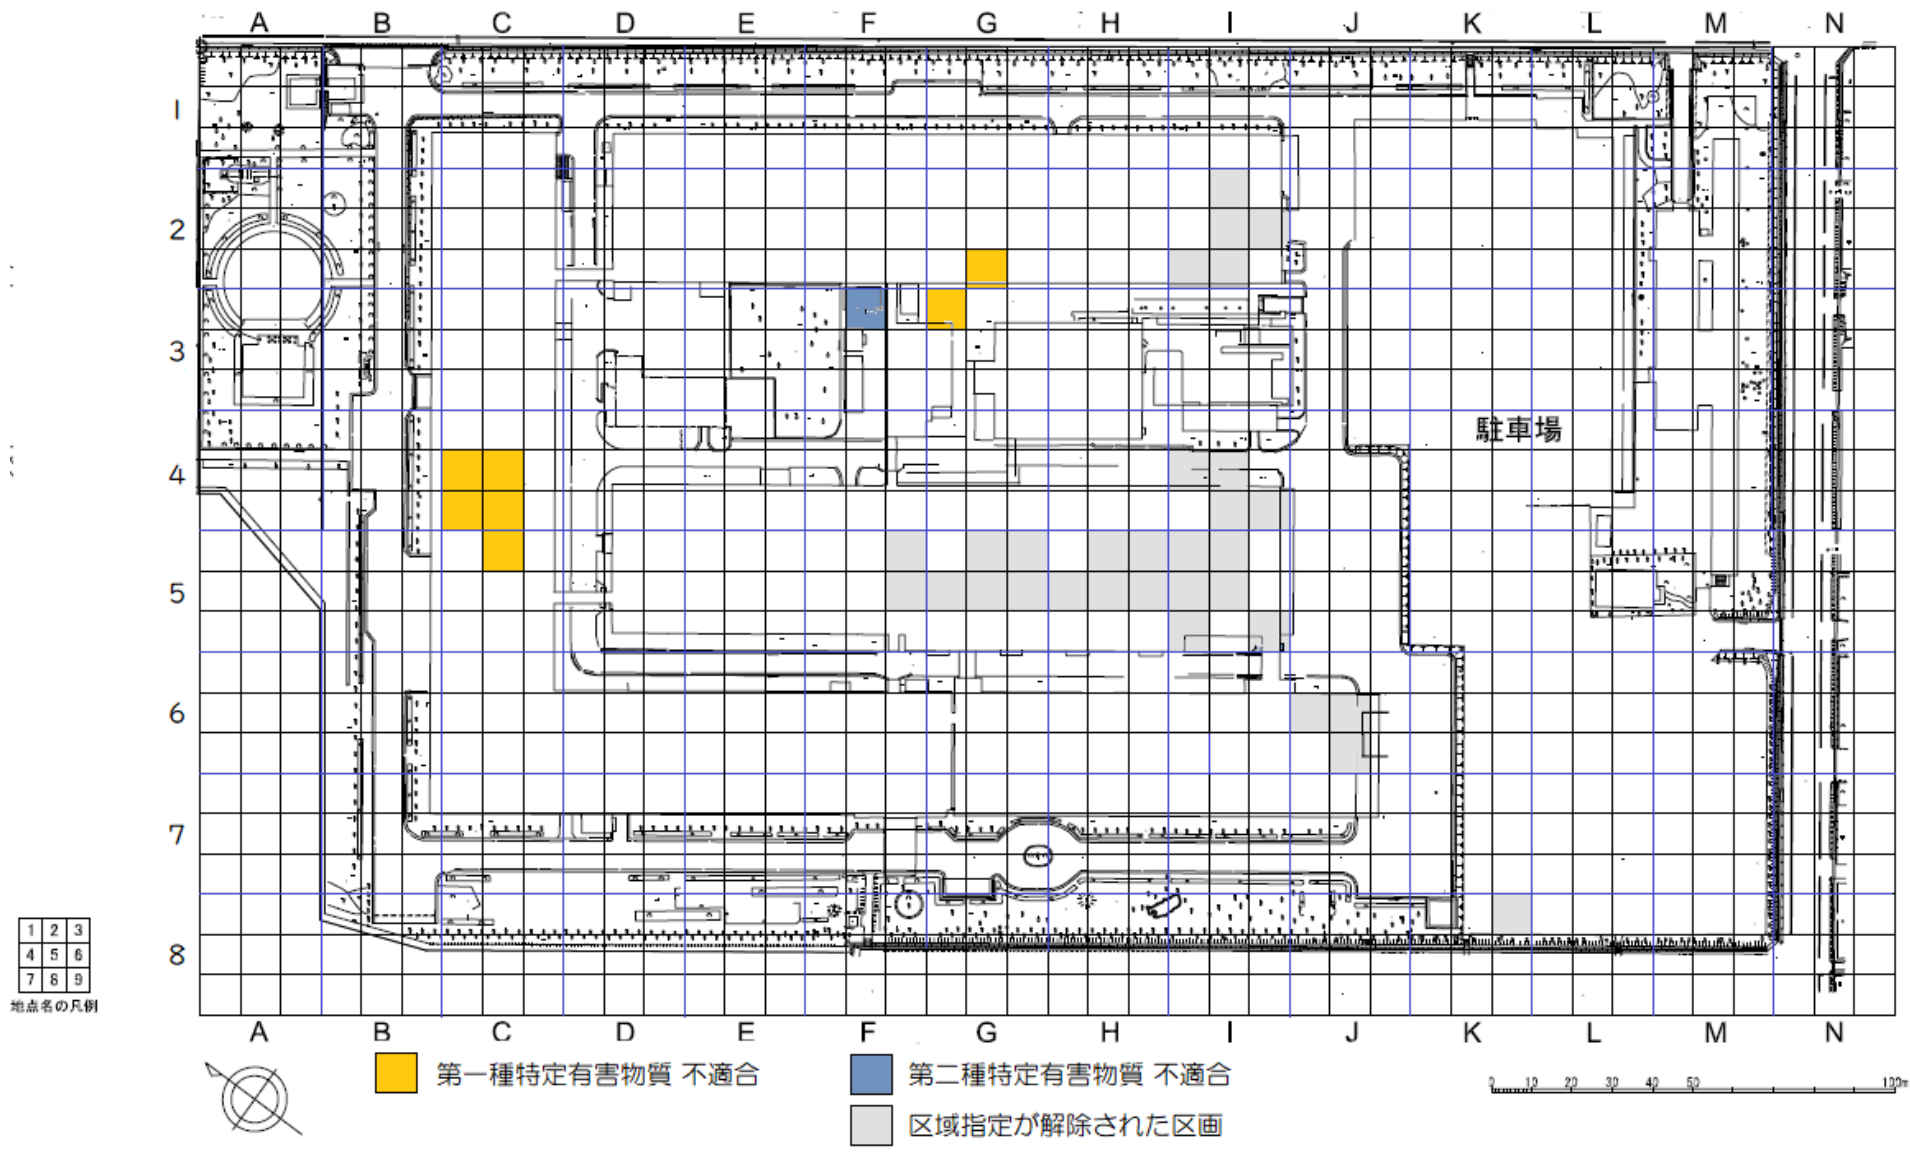 A B C D E F G H I J K L M N
1
2
3
駐車場
4
5
6
7
8
1 2 3
4 5 6
7 8 9
地点名の凡例
A B C D E F G H I J K L M N
第一種特定有害物質 不適合
第二種特定有害物質 不適合
区域指定が解除された区画
0 10 20 30 40 50 100m